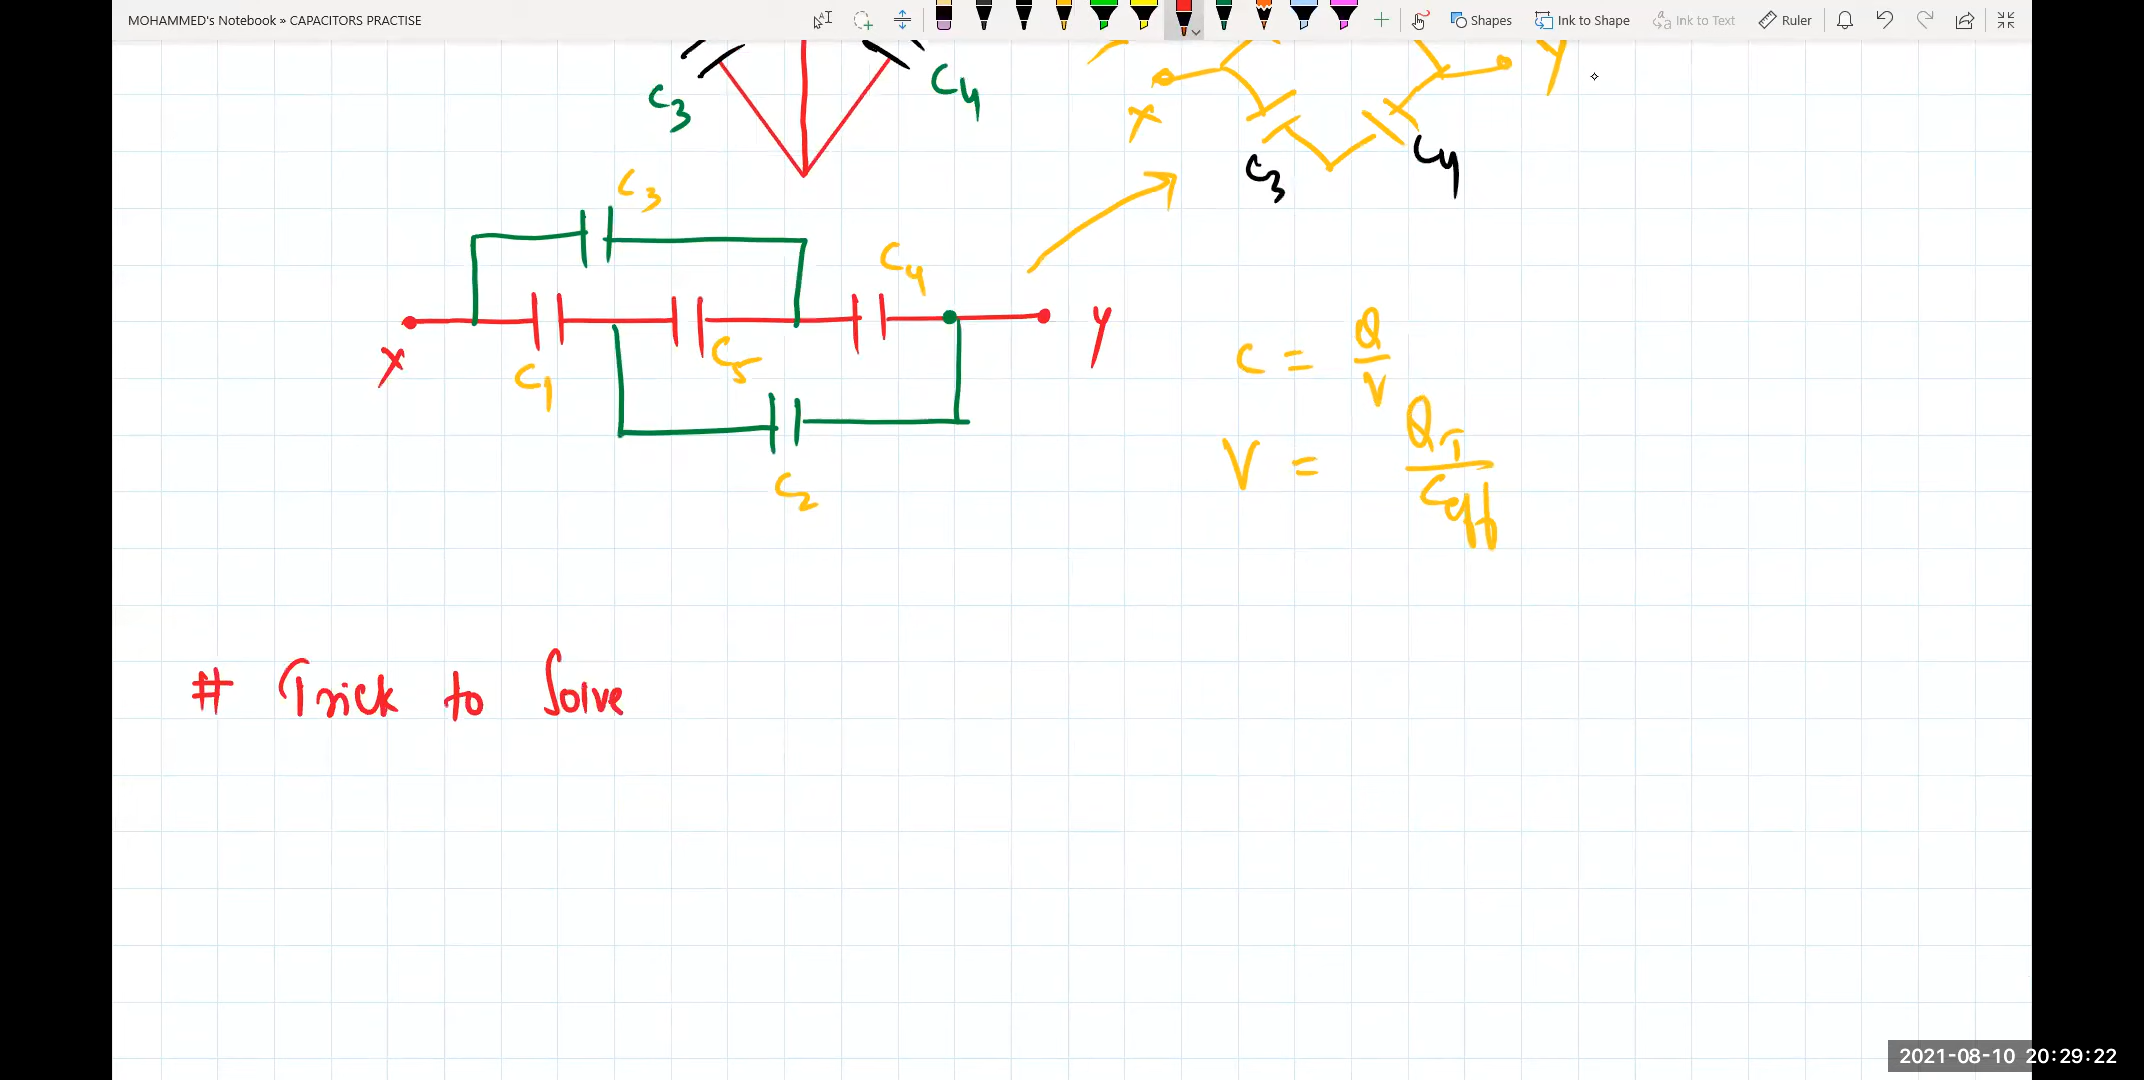 MOHAMMED's Notebook » CAPACITORS PRACTISE
Shapes
Ink to Shape
Ink to Text
Ruler
C3
C4
x
y
C3
C4
C3
C4
x
C1
C5
y
C2
C = Q/V
V = QT/Ceff
# Trick to Solve
2021-08-10 20:29:22